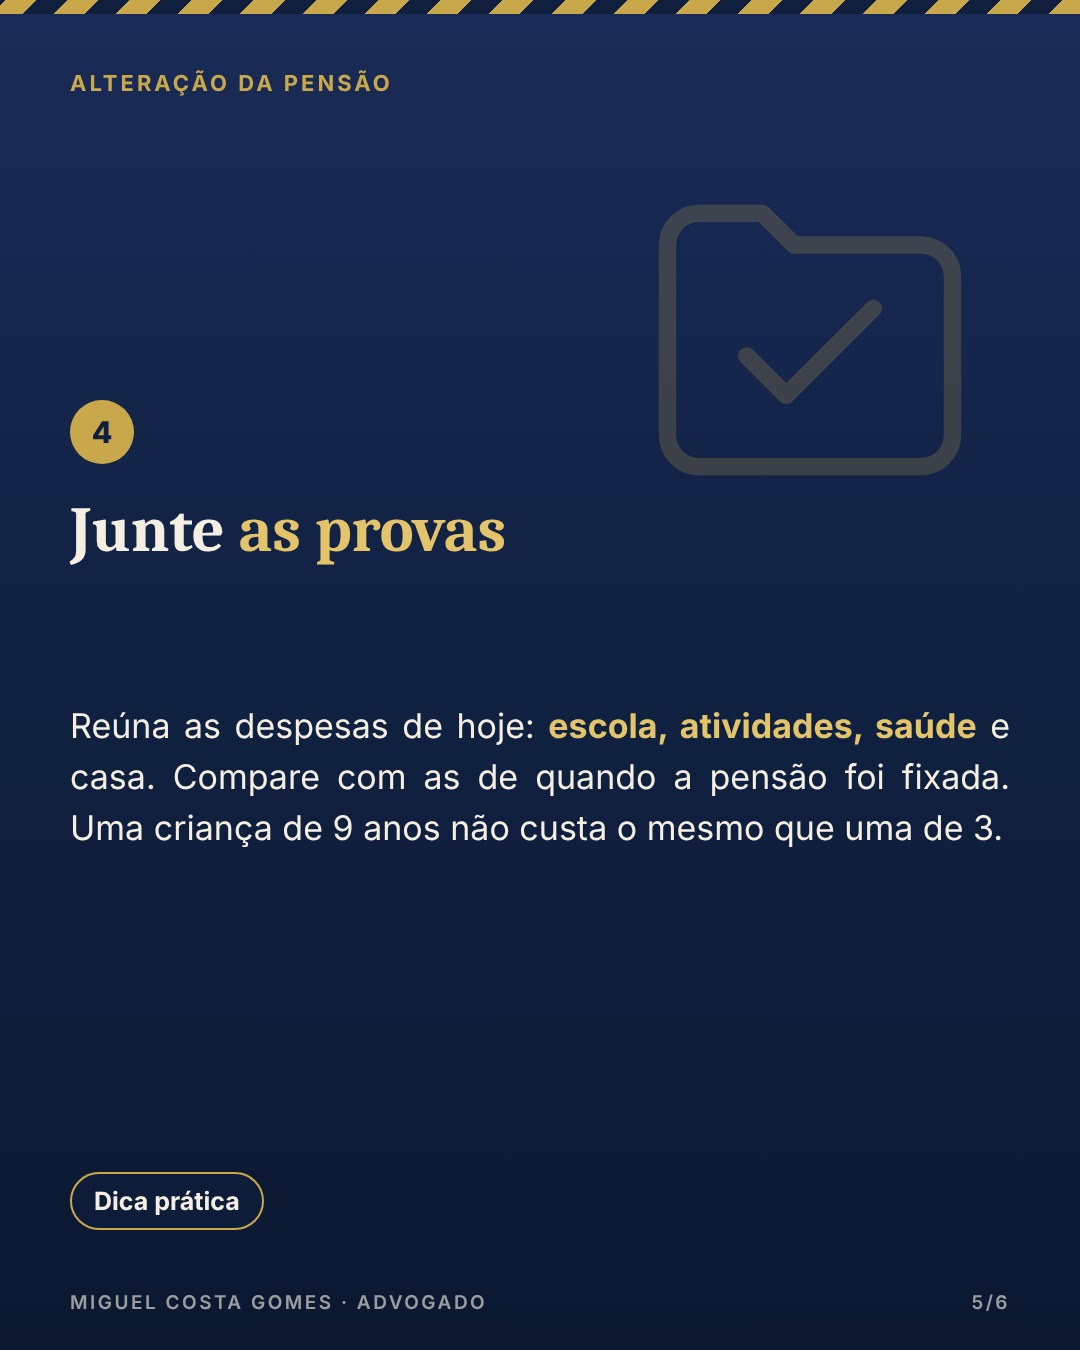 ALTERAÇÃO DA PENSÃO
4
Junte as provas
Reúna as despesas de hoje: escola, atividades, saúde e
casa. Compare com as de quando a pensão foi fixada.
Uma criança de 9 anos não custa o mesmo que uma de 3.
Dica prática
MIGUEL COSTA GOMES · ADVOGADO
5/6